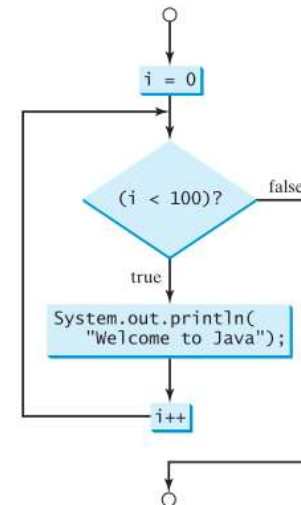 i = 0
(i < 100)?
false
true
System.out.println(
"Welcome to Java");
i++